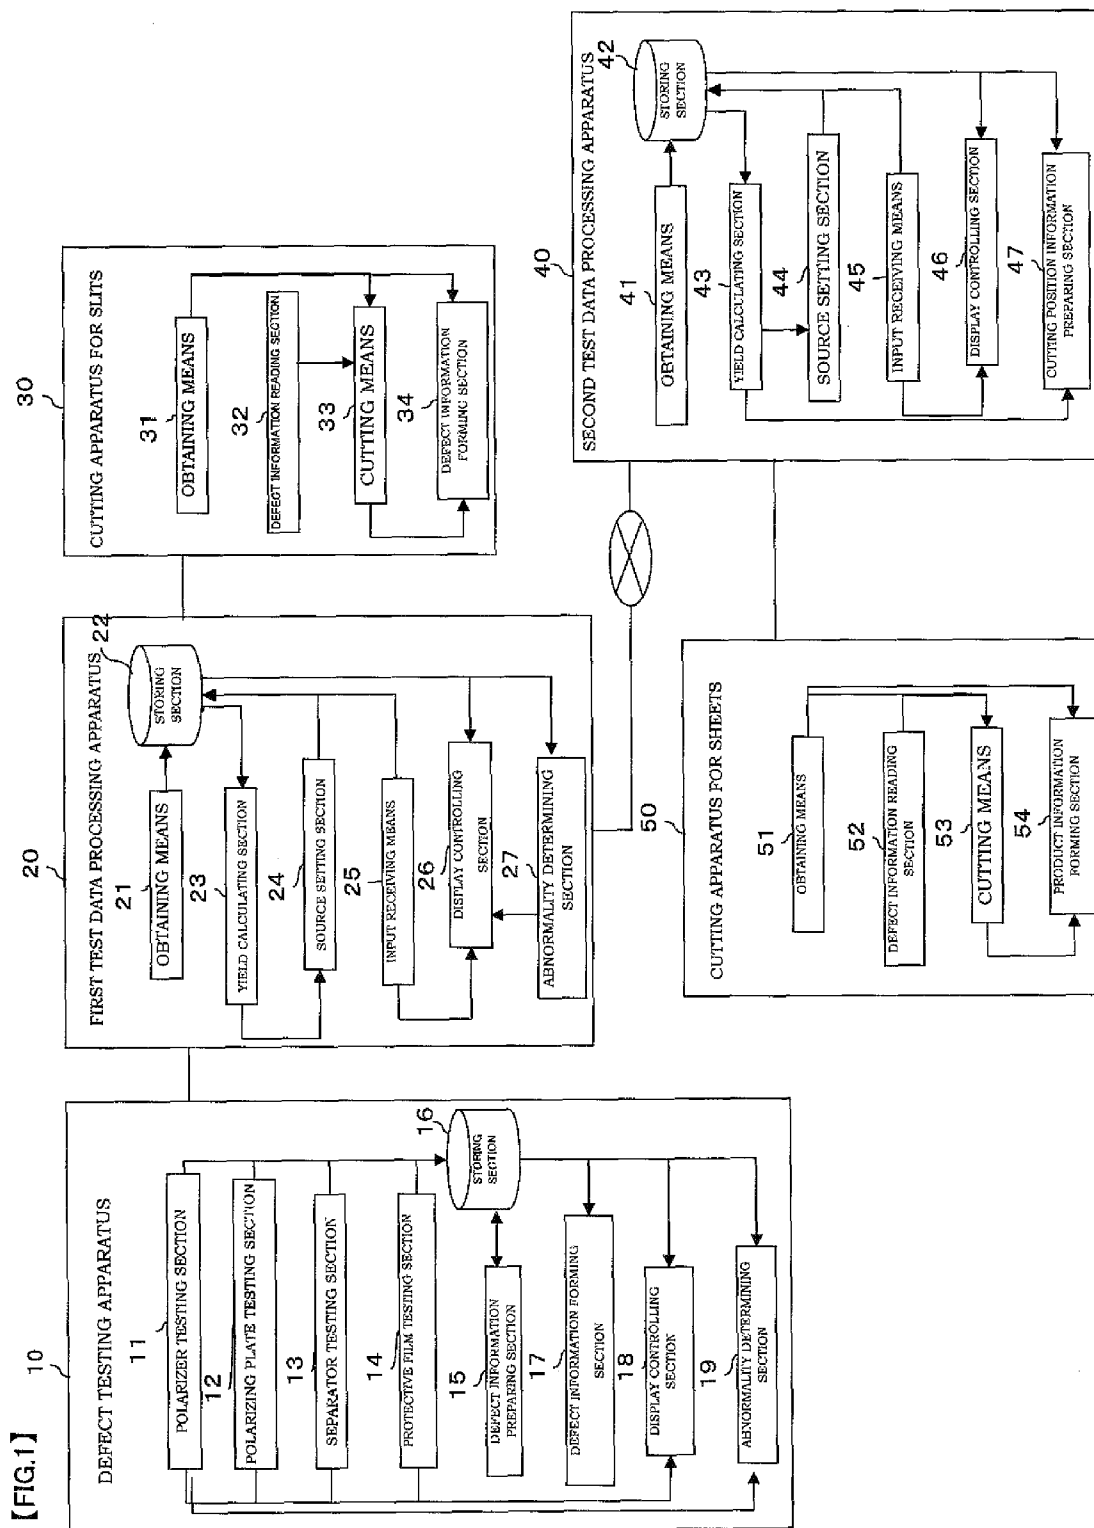 [FIG.1]
10
DEFECT TESTING APPARATUS
11
POLARIZER TESTING SECTION
12
POLARIZING PLATE TESTING SECTION
13
SEPARATOR TESTING SECTION
14
PROTECTIVE FILM TESTING SECTION
15
DEFECT INFORMATION
PREPARING SECTION
16
STORING
SECTION
17
DEFECT INFORMATION FORMING
SECTION
18
DISPLAY CONTROLLING
SECTION
19
ABNORMALITY DETERMINING
SECTION
20
FIRST TEST DATA PROCESSING APPARATUS
21
OBTAINING MEANS
22
STORING
SECTION
23
YIELD CALCULATING SECTION
24
SOURCE SETTING SECTION
25
INPUT RECEIVING MEANS
26
DISPLAY CONTROLLING
SECTION
27
ABNORMALITY DETERMINING
SECTION
30
CUTTING APPARATUS FOR SLITS
31
OBTAINING MEANS
32
DEFECT INFORMATION READING SECTION
33
CUTTING MEANS
34
DEFECT INFORMATION
FORMING SECTION
40
SECOND TEST DATA PROCESSING APPARATUS
41
OBTAINING MEANS
42
STORING
SECTION
43
YIELD CALCULATING SECTION
44
SOURCE SETTING SECTION
45
INPUT RECEIVING MEANS
46
DISPLAY CONTROLLING SECTION
47
CUTTING POSITION INFORMATION
PREPARING SECTION
50
CUTTING APPARATUS FOR SHEETS
51
OBTAINING MEANS
52
DEFECT INFORMATION READING
SECTION
53
CUTTING MEANS
54
PRODUCT INFORMATION
FORMING SECTION